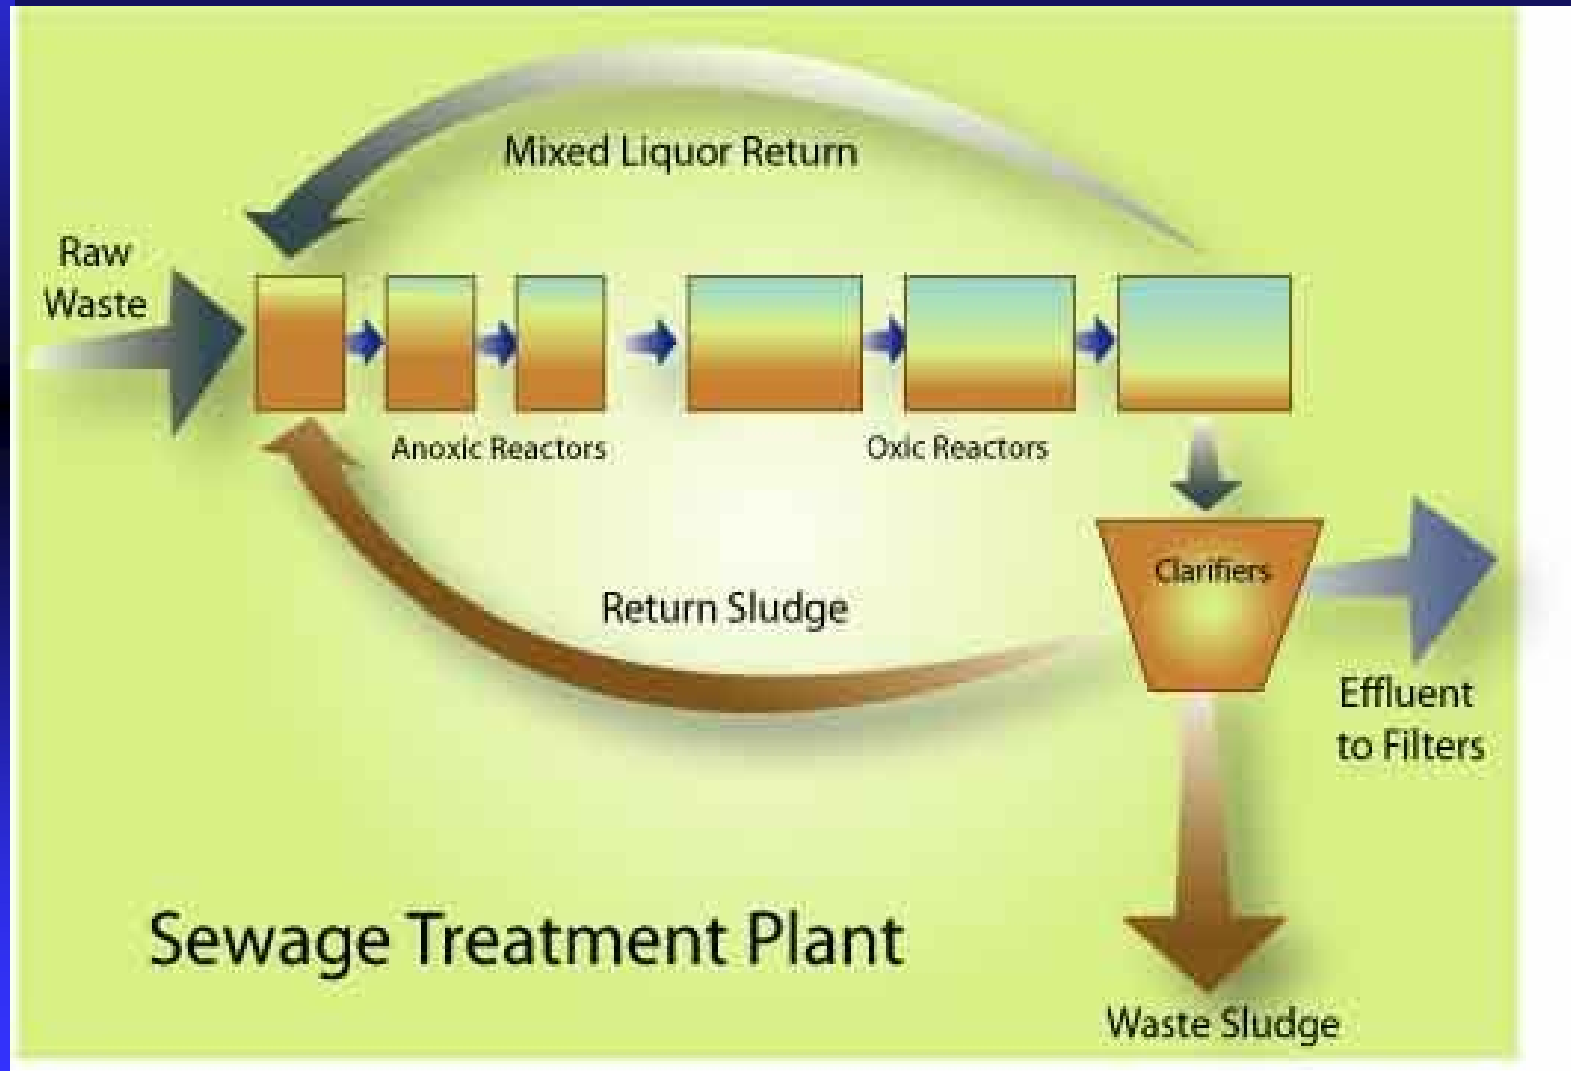 Mixed Liquor Return
Raw
Waste
Anoxic Reactors
Oxic Reactors
Clarifiers
Return Sludge
Effluent
to Filters
Sewage Treatment Plant
Waste Sludge